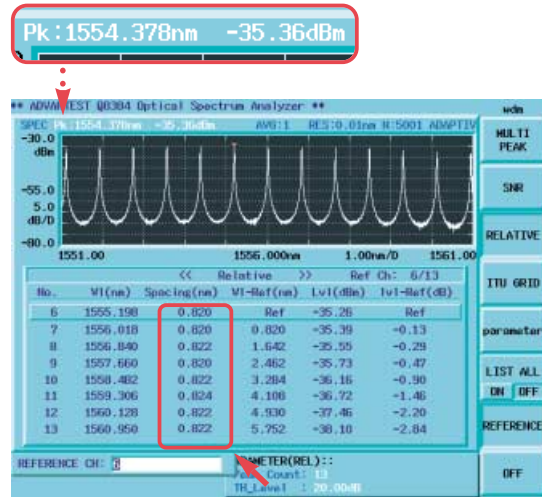 Pk:1554.378nm -35.36dBm
** ADVANTEST Q8384 Optical Spectrum Analyzer **
SPEC Pk:1554.378nm -35.36dBm AVG:1 RES:0.01nm N:5001 ADAPTIV
-30.0
dBm
-55.0
5.0
dB/D
-80.0
1551.00 1556.000nm 1.00nm/D 1561.00
<< Relative >> Ref Ch: 6/13
No. Wl(nm) Spacing(nm) Wl-Ref(nm) Lvl(dBm) lvl-Ref(dB)
6 1555.198 0.820 Ref -35.26 Ref
7 1556.018 0.820 0.820 -35.39 -0.13
8 1556.840 0.822 1.642 -35.55 -0.29
9 1557.660 0.820 2.462 -35.73 -0.47
10 1558.482 0.822 3.284 -36.16 -0.90
11 1559.306 0.824 4.108 -36.72 -1.46
12 1560.128 0.822 4.930 -37.46 -2.20
13 1560.950 0.822 5.752 -38.10 -2.84
REFERENCE CH: 6
METER(REL)::
Count: 13
TH_Level : 20.00dB
wdm
MULTI
PEAK
SNR
RELATIVE
ITU GRID
parameter
LIST ALL
ON OFF
REFERENCE
OFF